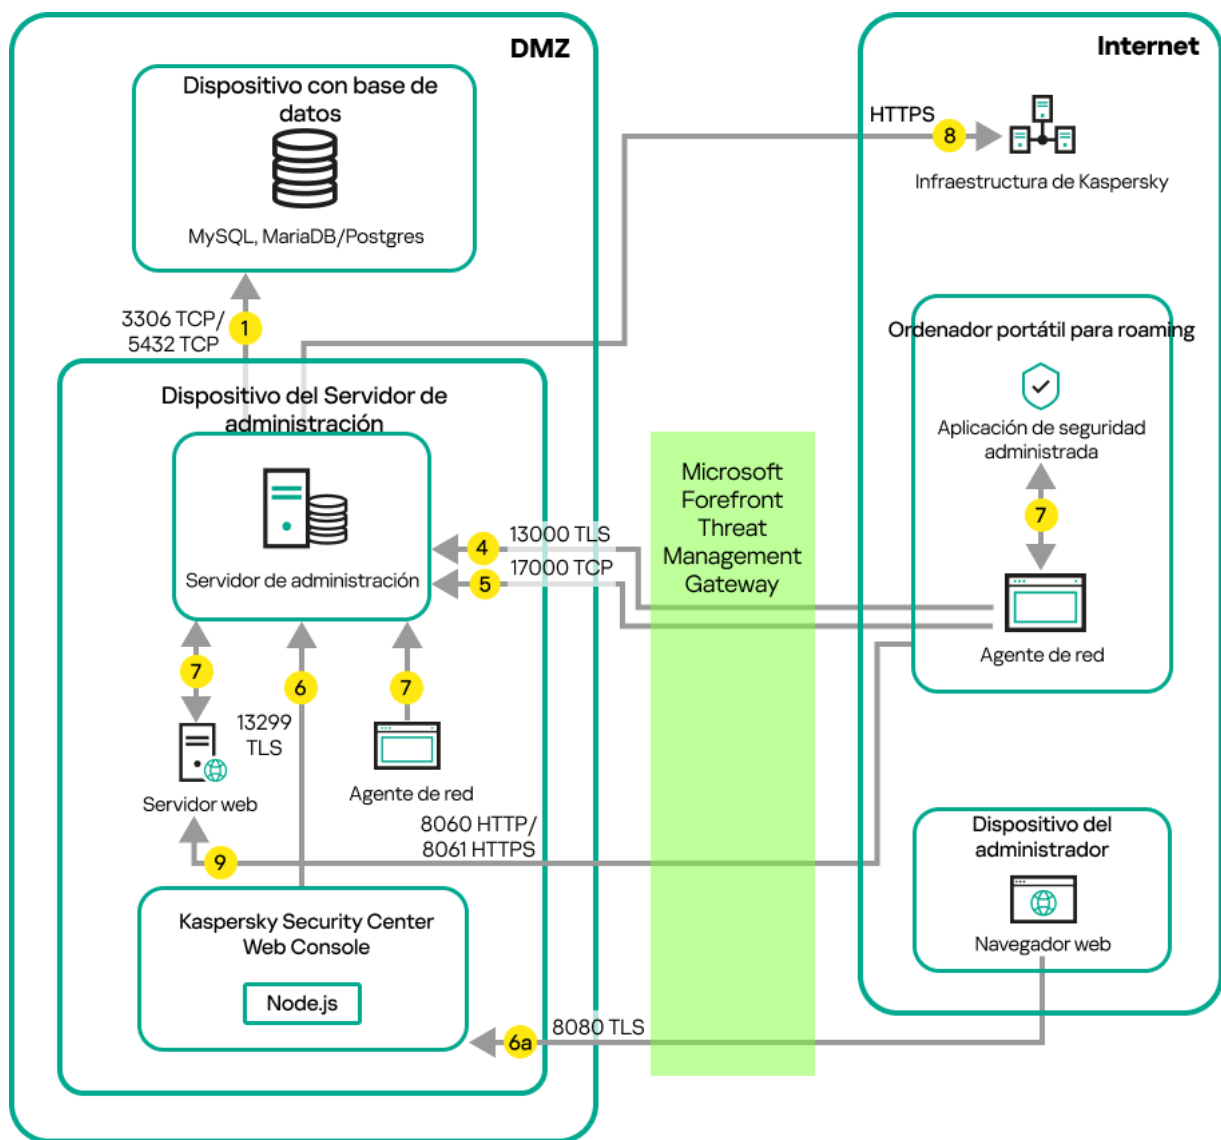 DMZ
Internet
Dispositivo con base de
datos
MySQL, MariaDB/Postgres
HTTPS
8
Infraestructura de Kaspersky
3306 TCP/
5432 TCP
1
Ordenador portátil para roaming
Aplicación de seguridad
administrada
7
Agente de red
Dispositivo del Servidor de
administración
Servidor de administración
4
13000 TLS
5
17000 TCP
Microsoft
Forefront
Threat
Management
Gateway
7
6
7
13299
TLS
Servidor web
Agente de red
8060 HTTP/
8061 HTTPS
9
Dispositivo del
administrador
Navegador web
Kaspersky Security Center
Web Console
Node.js
6a
8080 TLS